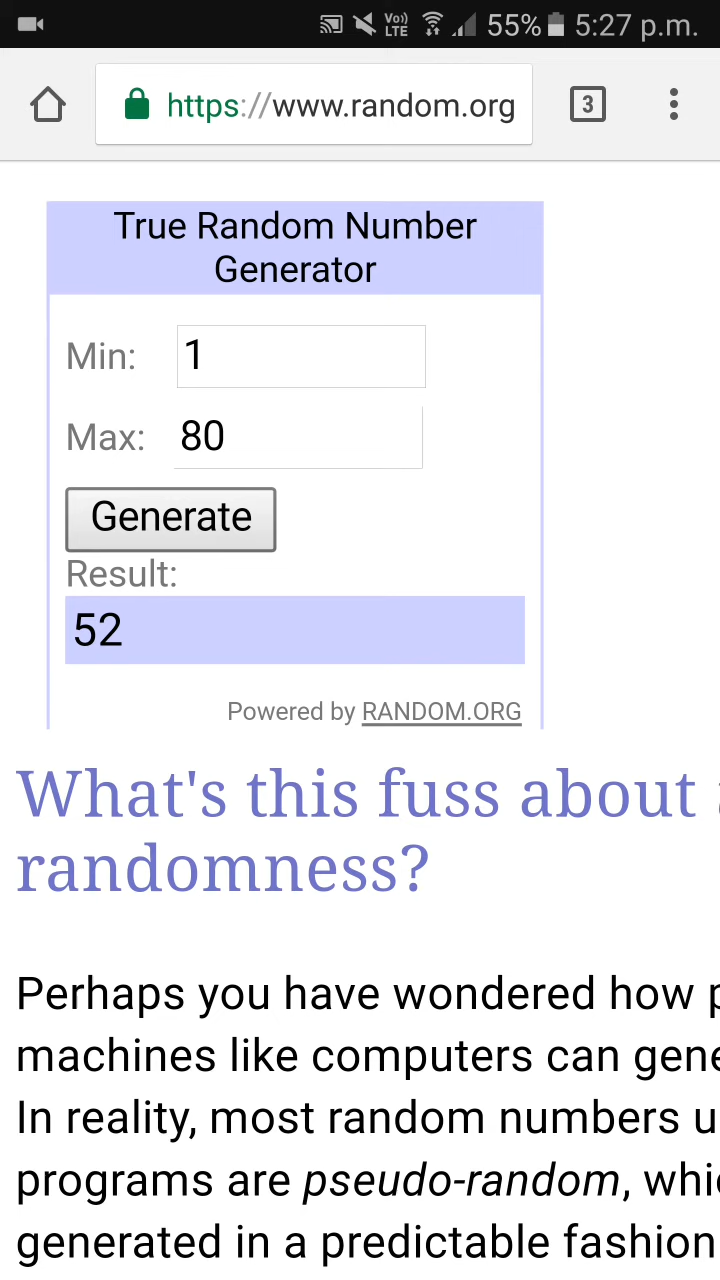 Vo)) LTE 55% 5:27 p.m.
https://www.random.org 3
True Random Number
Generator
Min: 1
Max: 80
Generate
Result:
52
Powered by RANDOM.ORG
What's this fuss about
randomness?
Perhaps you have wondered how
machines like computers can gene
In reality, most random numbers u
programs are pseudo-random, whic
generated in a predictable fashion